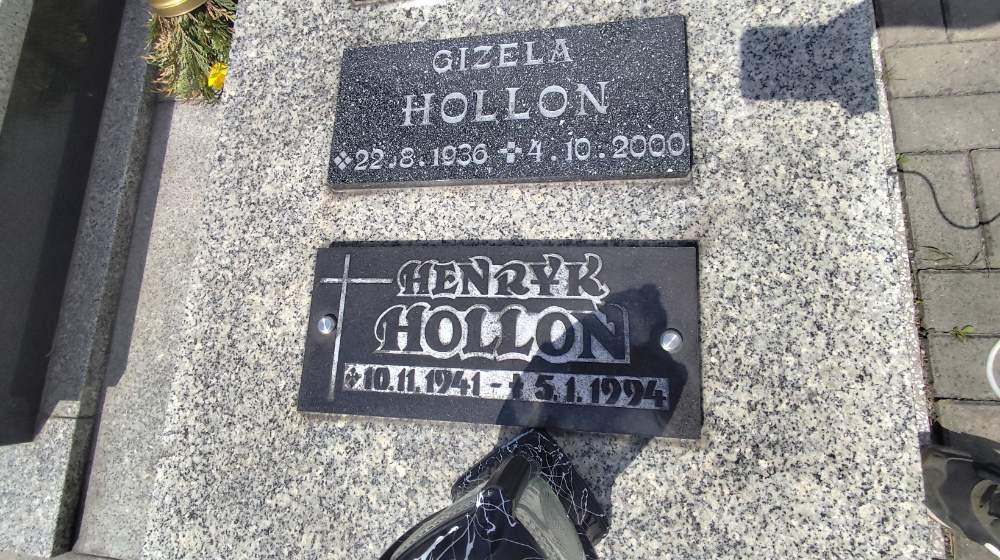 GIZELA
HOLLON
22.8.1936 ✝ 4.10.2000
HENRYK
HOLLON
10.11.1941 - ✝ 5.1.1994